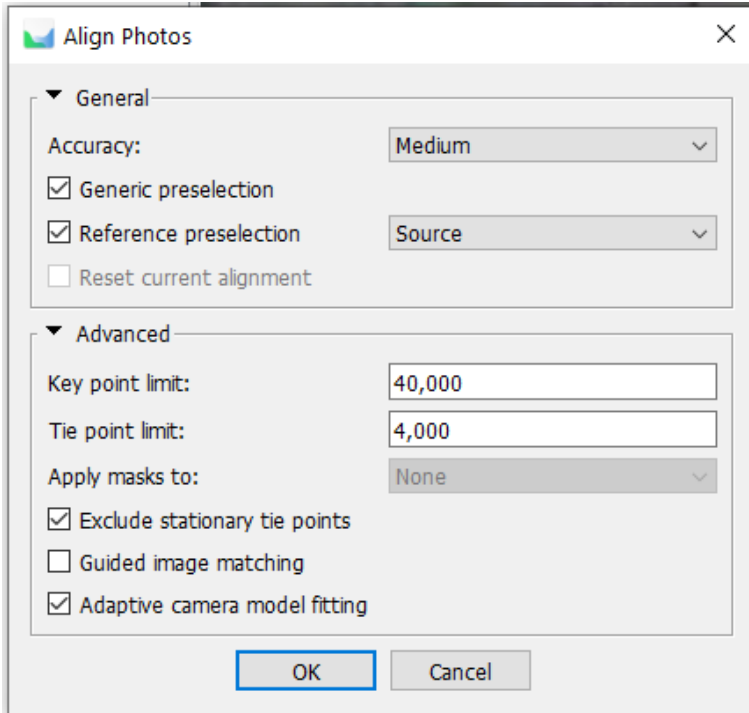 Align Photos
General
Accuracy: Medium
Generic preselection
Reference preselection Source
Reset current alignment
Advanced
Key point limit: 40,000
Tie point limit: 4,000
Apply masks to: None
Exclude stationary tie points
Guided image matching
Adaptive camera model fitting
OK Cancel